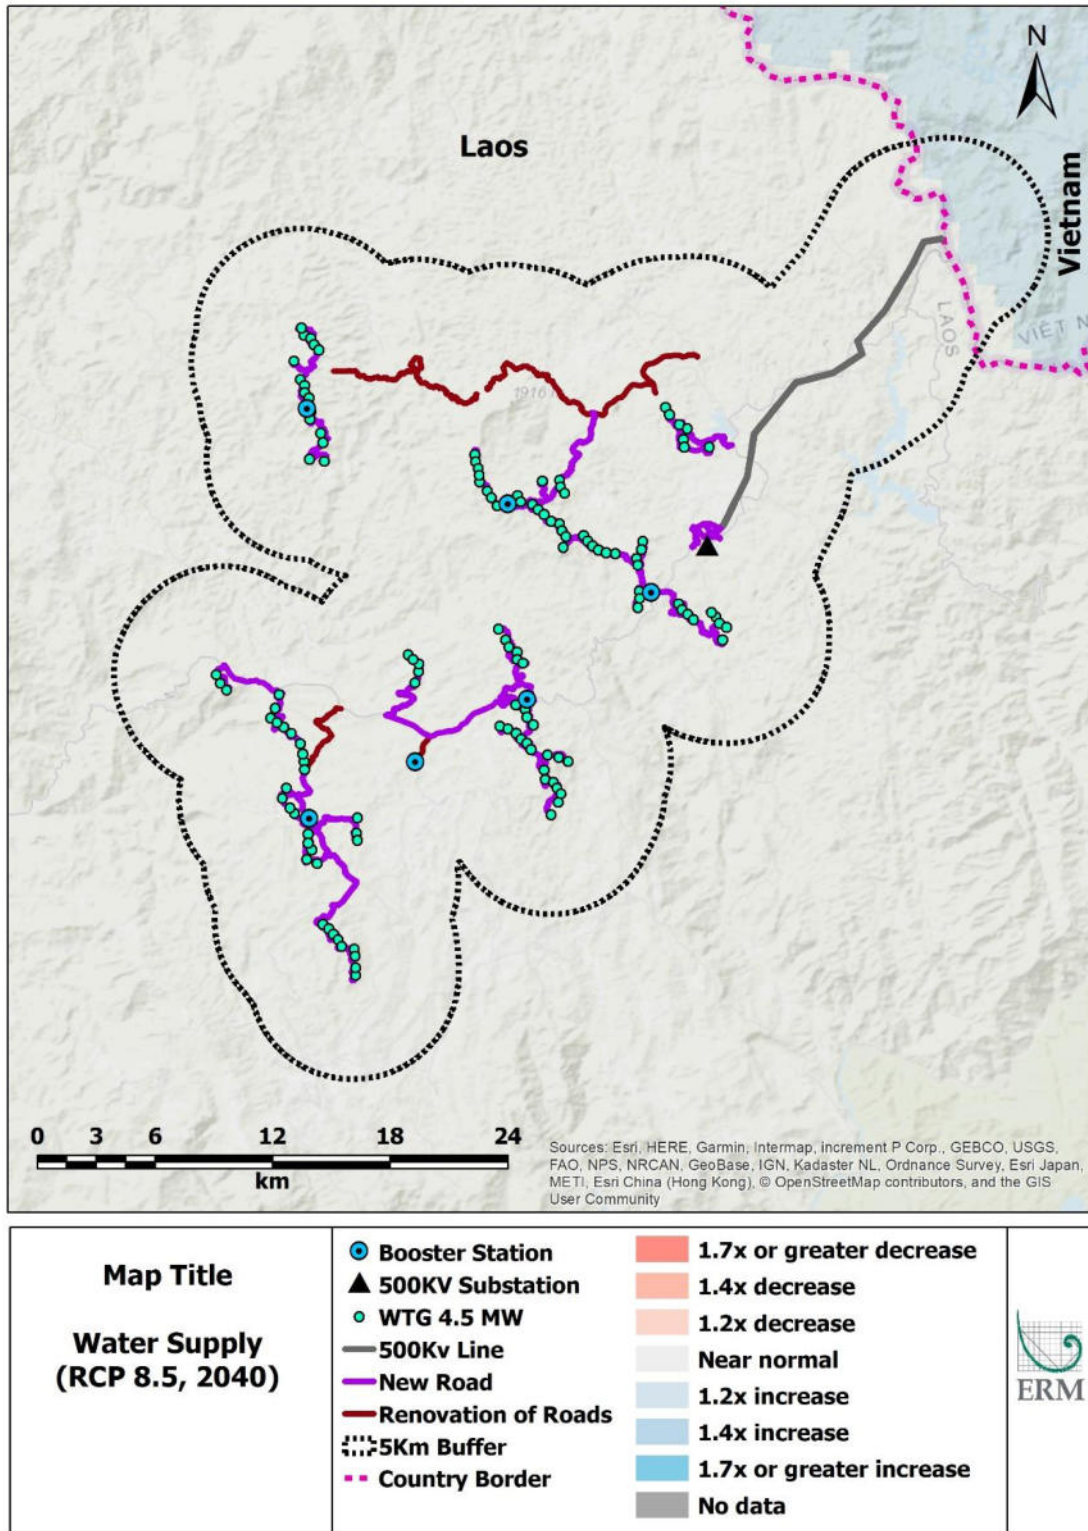 N
Laos
Vietnam
LAOS
VIỆT N
1916
0 3 6 12 18 24
km
Sources: Esri, HERE, Garmin, Intermap, increment P Corp., GEBCO, USGS,
FAO, NPS, NRCAN, GeoBase, IGN, Kadaster NL, Ordnance Survey, Esri Japan,
METI, Esri China (Hong Kong), © OpenStreetMap contributors, and the GIS
User Community
Map Title
Water Supply
(RCP 8.5, 2040)
Booster Station
500KV Substation
WTG 4.5 MW
500Kv Line
New Road
Renovation of Roads
5Km Buffer
Country Border
1.7x or greater decrease
1.4x decrease
1.2x decrease
Near normal
1.2x increase
1.4x increase
1.7x or greater increase
No data
ERM